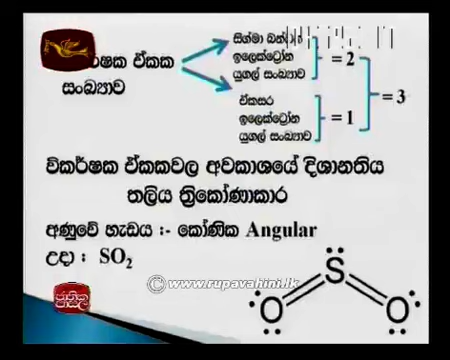 සිග්මා බන්ධන
ඉලෙක්ට්‍රෝන
යුගල් සංඛ්‍යාව
= 2
ඒකක
සංඛ්‍යාව
= 3
ඒකසර
ඉලෙක්ට්‍රෝන
යුගල් සංඛ්‍යාව
= 1
විකර්ෂක ඒකකවල අවකාශයේ දිශානතිය
තලීය ත්‍රිකෝණාකාර
අණුවේ හැඩය :- කෝණික Angular
උදා : SO₂
© www.rupavahini.lk
S
O O